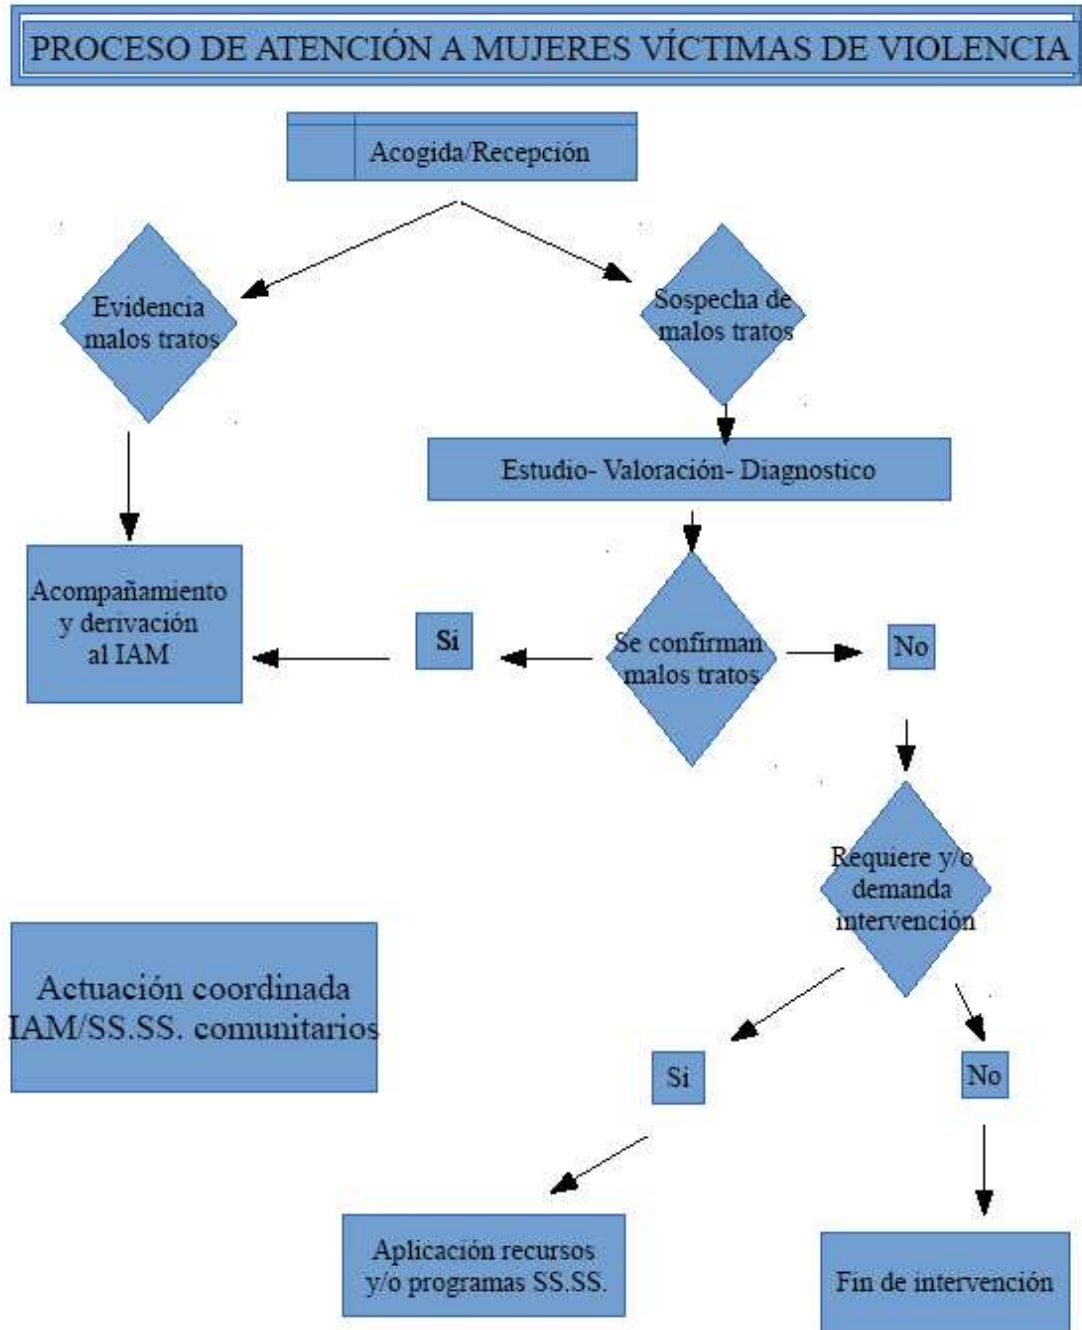 PROCESO DE ATENCIÓN A MUJERES VÍCTIMAS DE VIOLENCIA
Acogida/Recepción
Evidencia
malos tratos
Sospecha de
malos tratos
Estudio- Valoración- Diagnostico
Acompañamiento
y derivación
al IAM
Si
Se confirman
malos tratos
No
Requiere y/o
demanda
intervención
Actuación coordinada
IAM/SS.SS. comunitarios
Si
No
Aplicación recursos
y/o programas SS.SS.
Fin de intervención